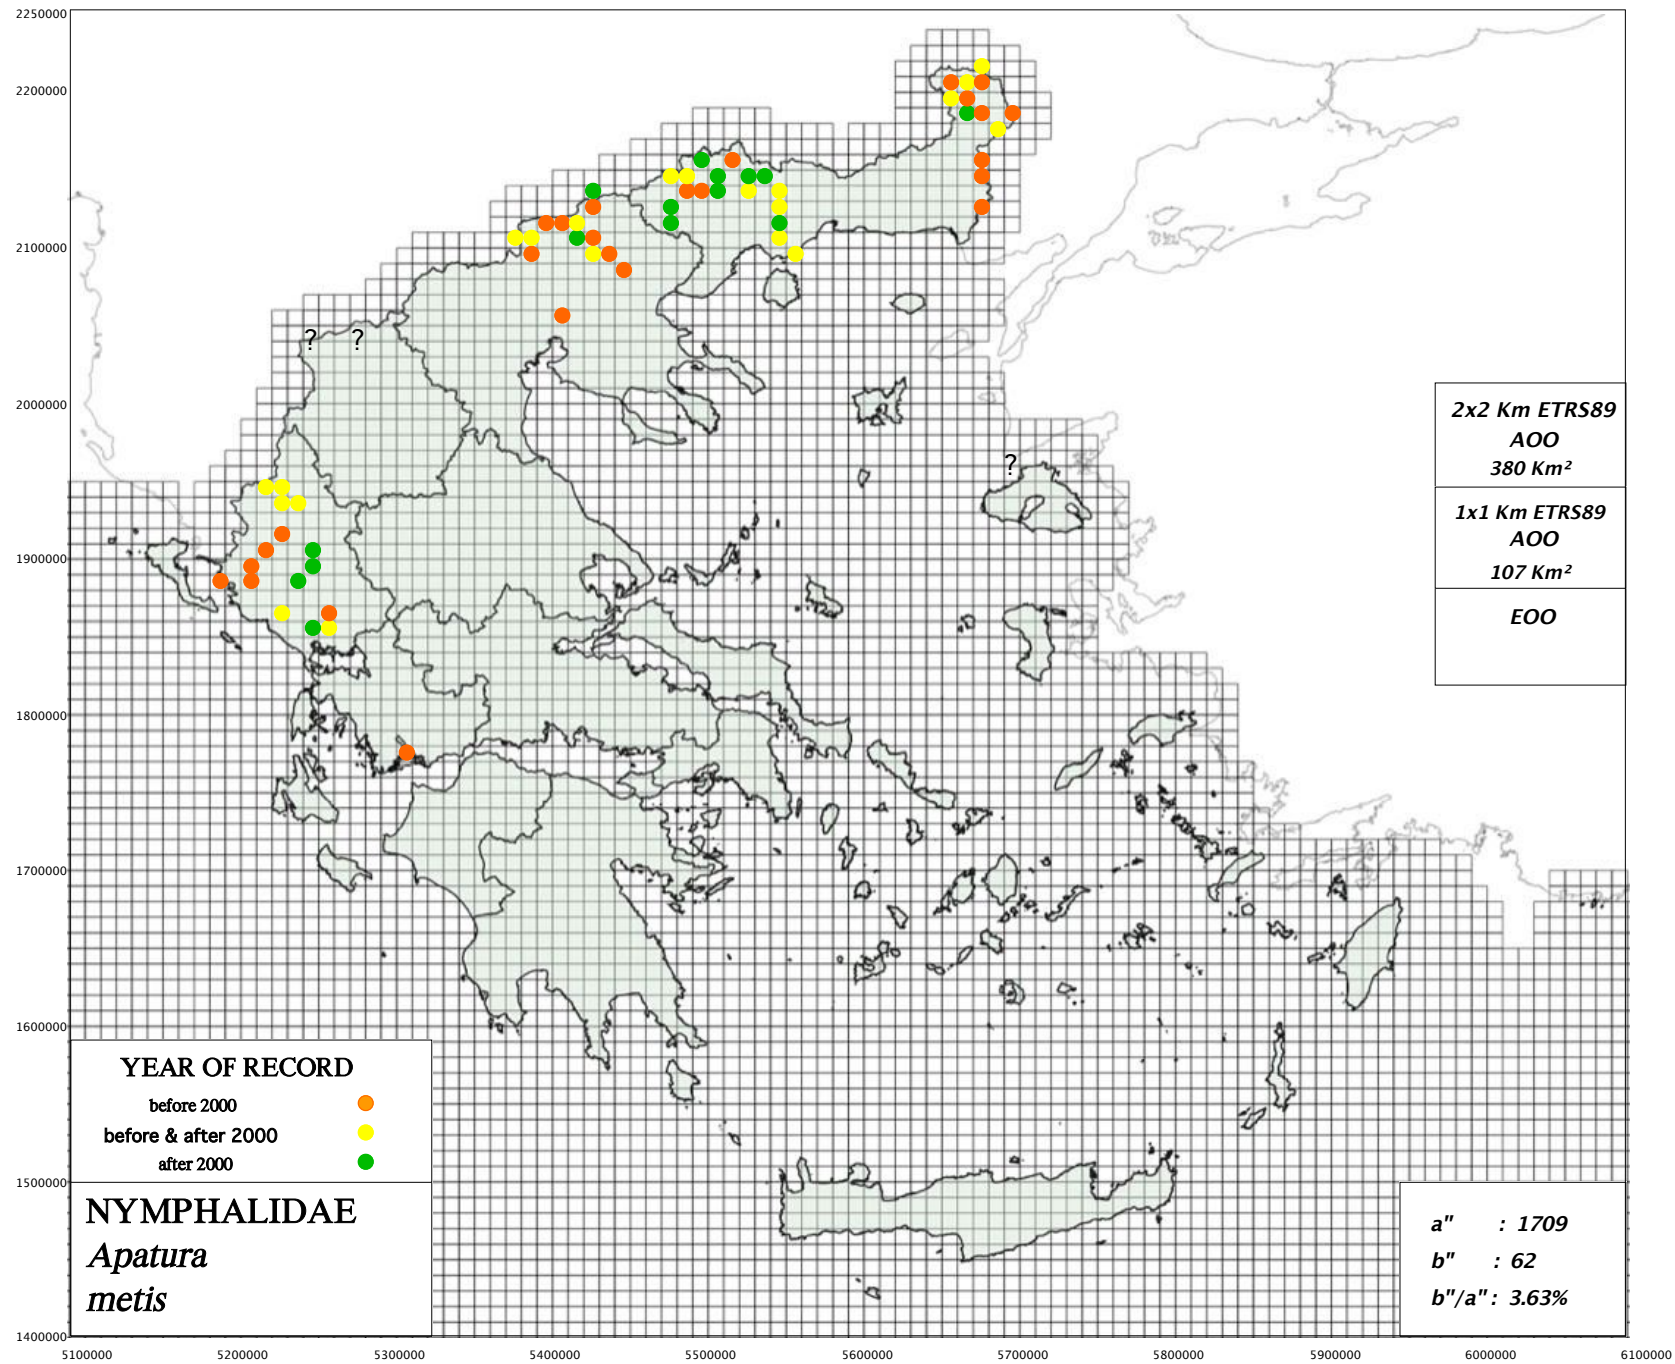 2250000
2200000
2100000
?
?
2000000
2x2 Km ETRS89
AOO
380 Km²
?
1x1 Km ETRS89
AOO
107 Km²
1900000
EOO
1800000
1700000
1600000
YEAR OF RECORD
before 2000
before & after 2000
after 2000
1500000
NYMPHALIDAE
Apatura
metis
a" : 1709
b" : 62
b"/a" : 3.63%
1400000
5100000 5200000 5300000 5400000 5500000 5600000 5700000 5800000 5900000 6000000 6100000